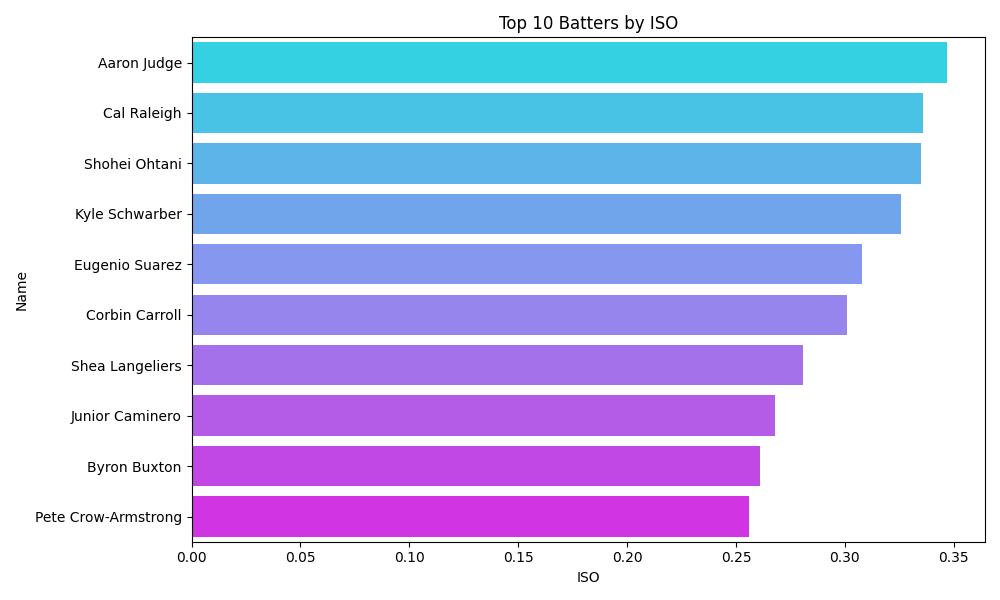 Top 10 Batters by ISO
Name
Aaron Judge
Cal Raleigh
Shohei Ohtani
Kyle Schwarber
Eugenio Suarez
Corbin Carroll
Shea Langeliers
Junior Caminero
Byron Buxton
Pete Crow-Armstrong
0.00 0.05 0.10 0.15 0.20 0.25 0.30 0.35
ISO